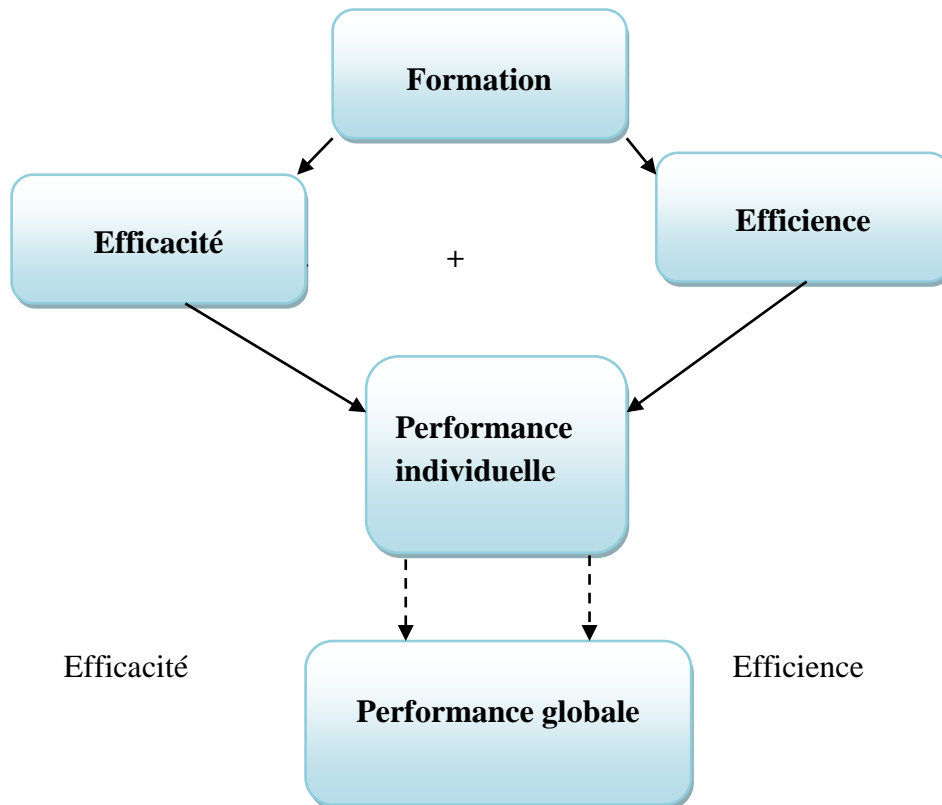 Formation
Efficacité
Efficience
+
Performance
individuelle
Efficacité
Efficience
Performance globale